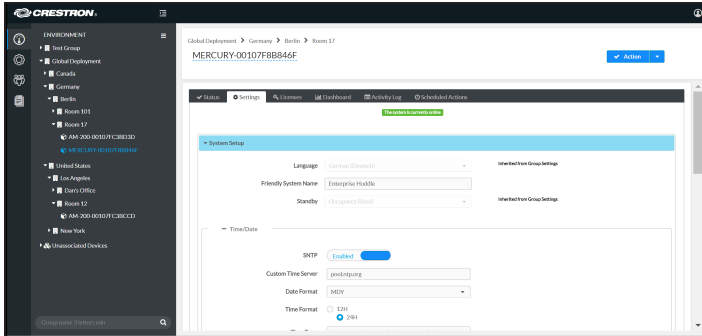 CRESTRON
ENVIRONMENT
Test Group
Global Deployment
Canada
Germany
Berlin
Room 101
Room 17
AM-200-00107FC3BD3D
MERCURY-00107F8B846F
United States
Los Angeles
Dan's Office
Room 12
AM-200-00107FC3BCCD
New York
Unassociated Devices
Global Deployment > Germany > Berlin > Room 17
MERCURY-00107F8B846F
Action
Status Settings Licenses Dashboard Activity Log Scheduled Actions
The system is currently online
System Setup
Language German (Deutsch) Inherited from Group Settings
Friendly System Name Enterprise Huddle
Standby Occupancy Based Inherited from Group Settings
Time/Date
SNTP Enabled
Custom Time Server pool.ntp.org
Date Format MDY
Time Format 12H
24H